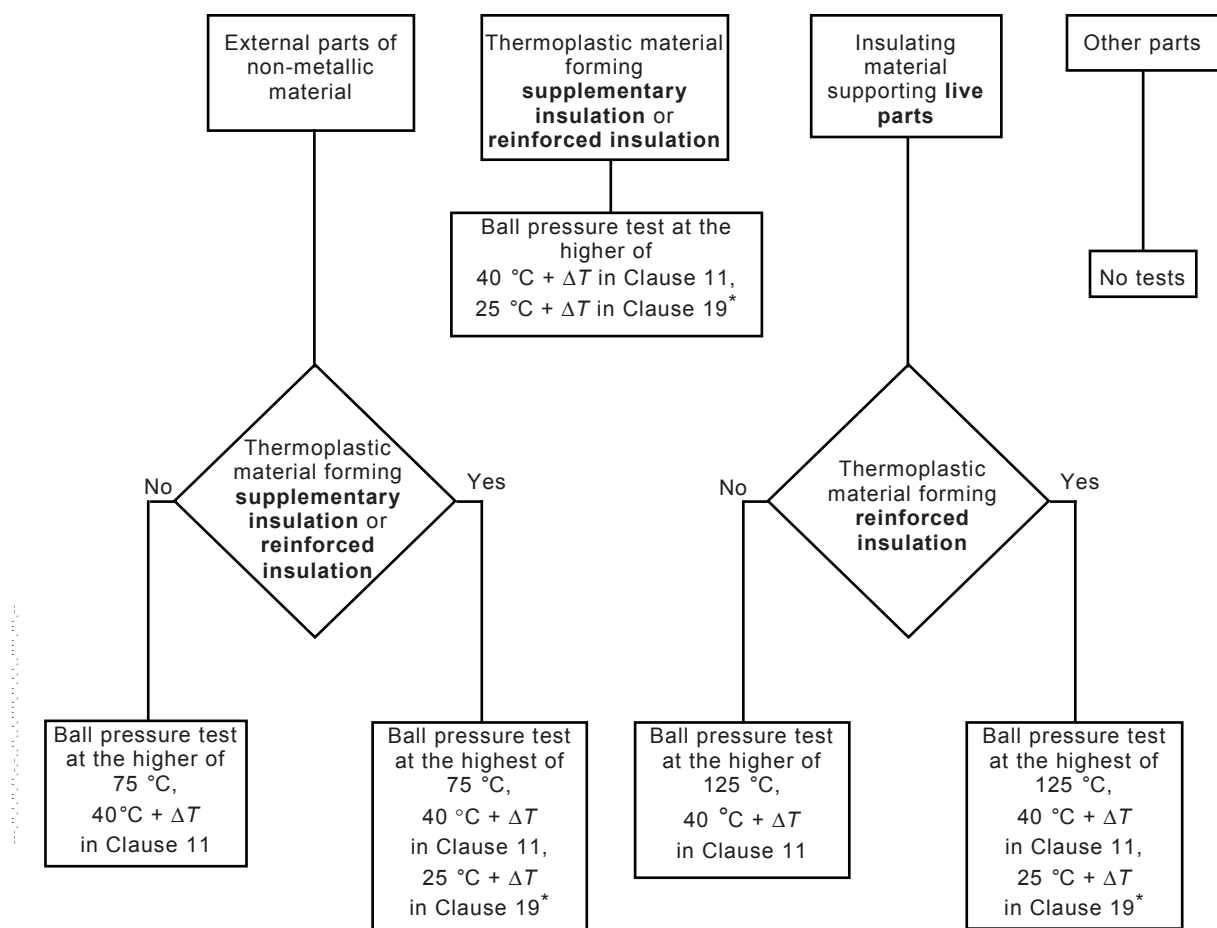 External parts of
non-metallic
material
Thermoplastic material
forming
supplementary
insulation or
reinforced insulation
Insulating
material
supporting live
parts
Other parts
Ball pressure test at the
higher of
40 °C + ΔT in Clause 11,
25 °C + ΔT in Clause 19*
No tests
No
Thermoplastic
material forming
supplementary
insulation or
reinforced
insulation
Yes
No
Thermoplastic
material forming
reinforced
insulation
Yes
Ball pressure test
at the higher of
75 °C,
40°C + ΔT
in Clause 11
Ball pressure test
at the highest of
75 °C,
40 °C + ΔT
in Clause 11,
25 °C + ΔT
in Clause 19*
Ball pressure test
at the higher of
125 °C,
40 °C + ΔT
in Clause 11
Ball pressure test
at the highest of
125 °C,
40 °C + ΔT
in Clause 11,
25 °C + ΔT
in Clause 19*